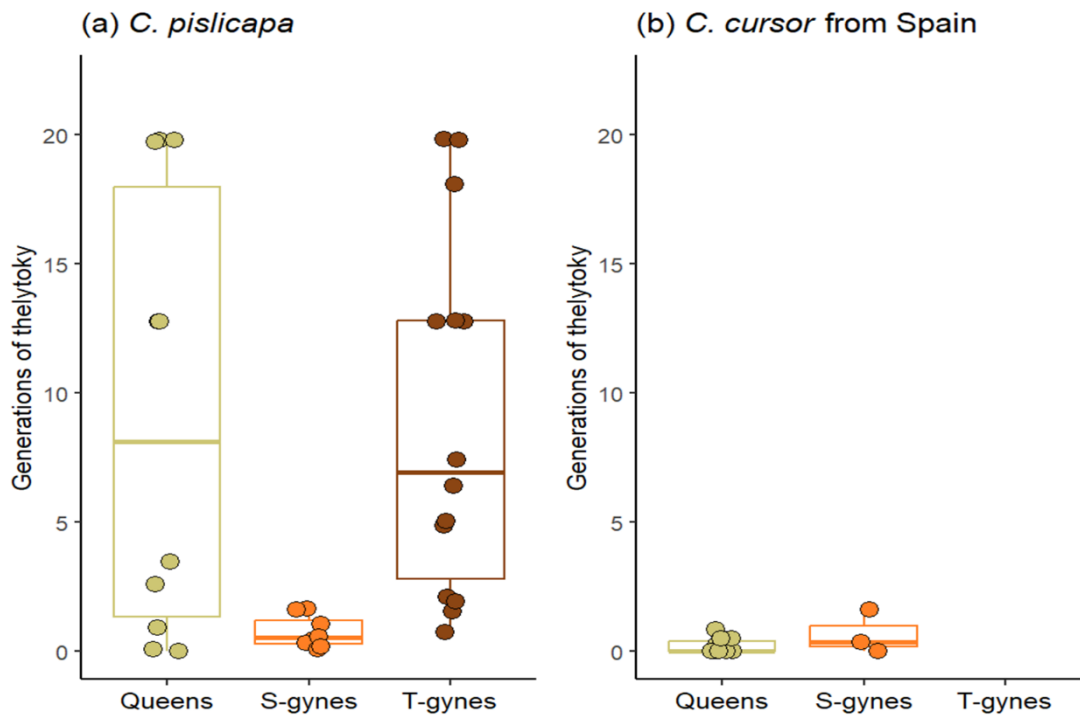 (a) C. pislicapa
Generations of thelytoky
20
15
10
5
0
Queens S-gynes T-gynes
(b) C. cursor from Spain
Generations of thelytoky
20
15
10
5
0
Queens S-gynes T-gynes